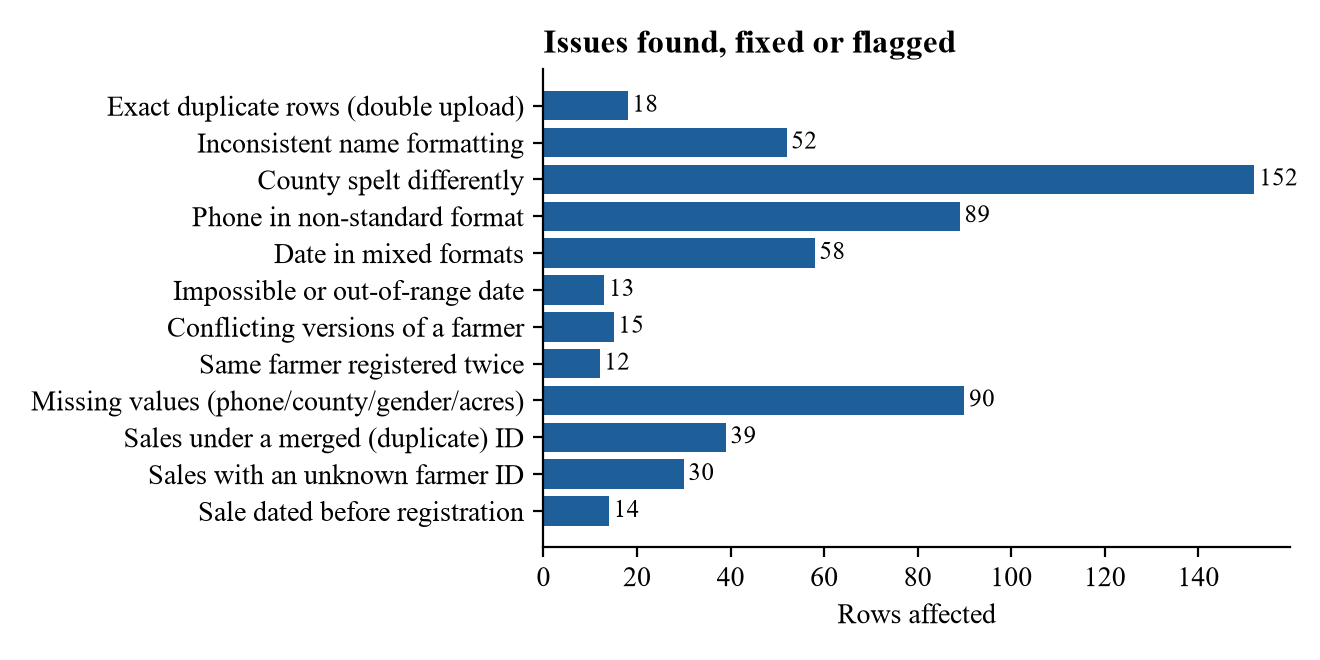 Issues found, fixed or flagged
Exact duplicate rows (double upload) 18
Inconsistent name formatting 52
County spelt differently 152
Phone in non-standard format 89
Date in mixed formats 58
Impossible or out-of-range date 13
Conflicting versions of a farmer 15
Same farmer registered twice 12
Missing values (phone/county/gender/acres) 90
Sales under a merged (duplicate) ID 39
Sales with an unknown farmer ID 30
Sale dated before registration 14
0 20 40 60 80 100 120 140
Rows affected